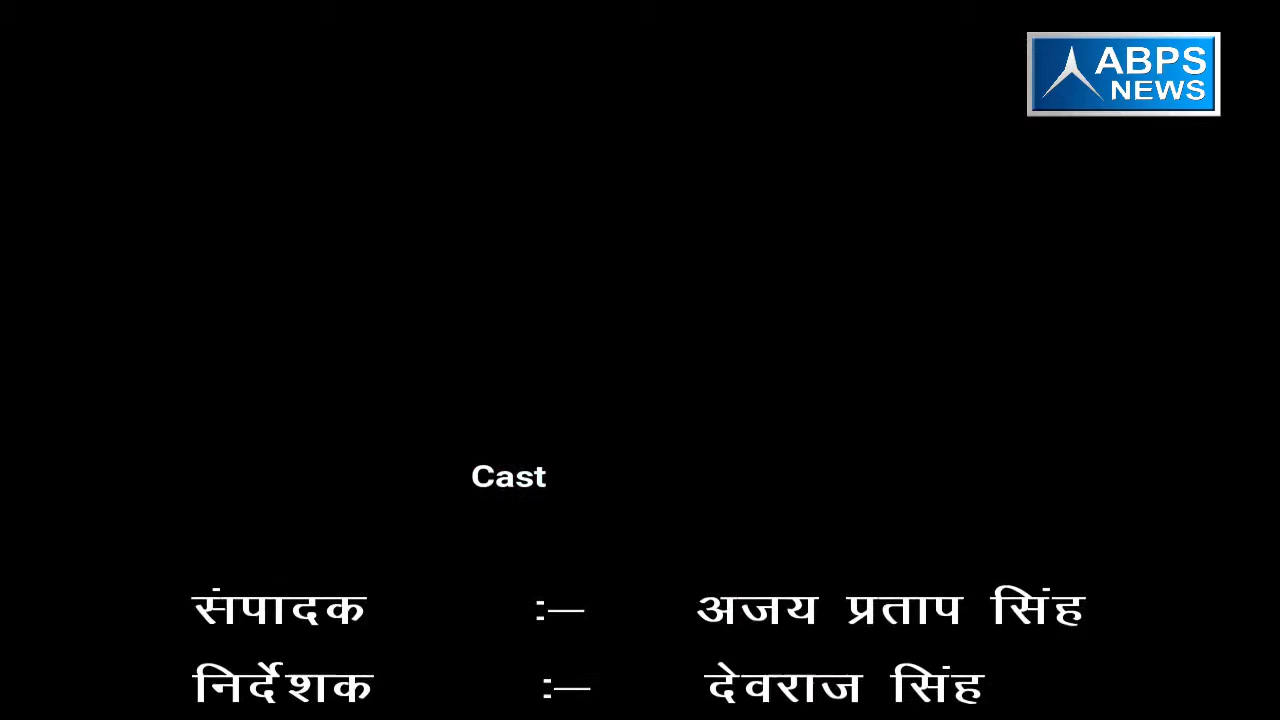 ABPS
NEWS
Cast
संपादक :— अजय प्रताप सिंह
निर्देशक :— देवराज सिंह